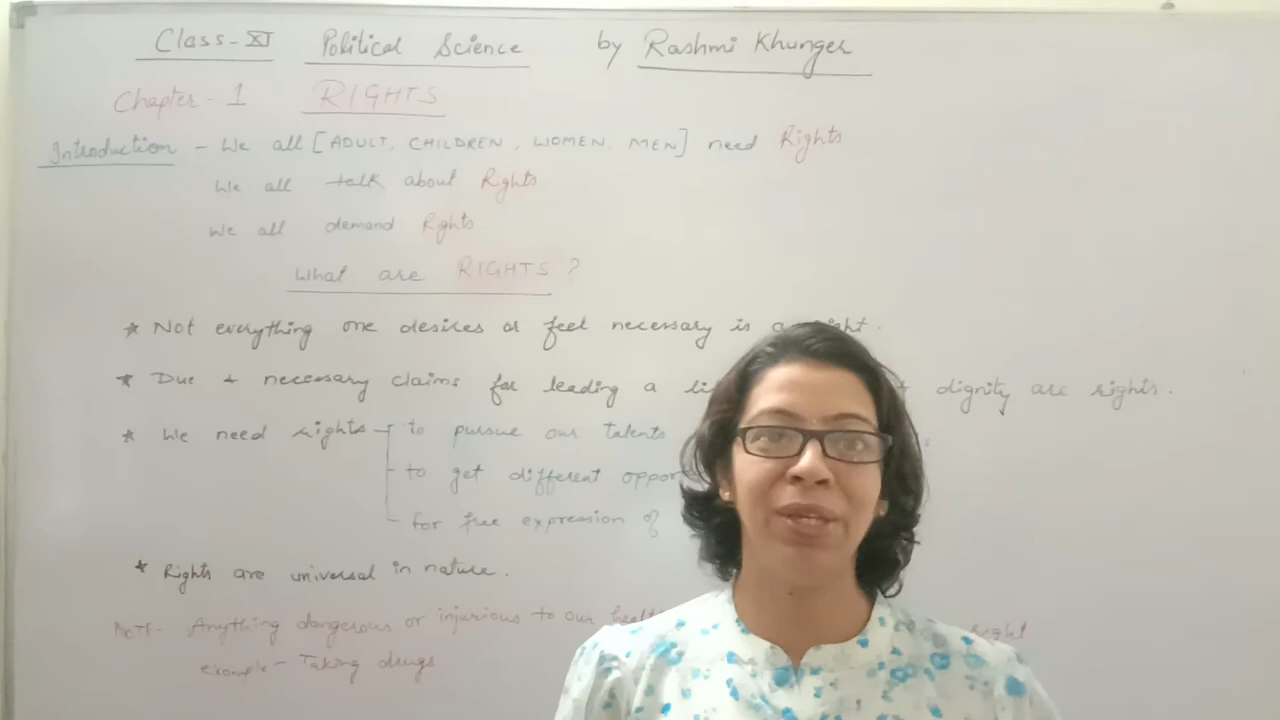 Class-XI Political Science by Rashmi Khunger
Chapter - 1 RIGHTS
Introduction - We all [ADULT, CHILDREN, WOMEN, MEN] need Rights
We all talk about Rights
We all demand Rghts
What are RIGHTS ?
* Not everything one desires or feel necessary is a right.
* Due + necessary claims for leading a dignity are rights.
* We need rights to pursue our talents
to get different
for free expression of
* Rights are universal in nature.
NOTE- Anything dangerous or injurious to our right
example - Taking drugs